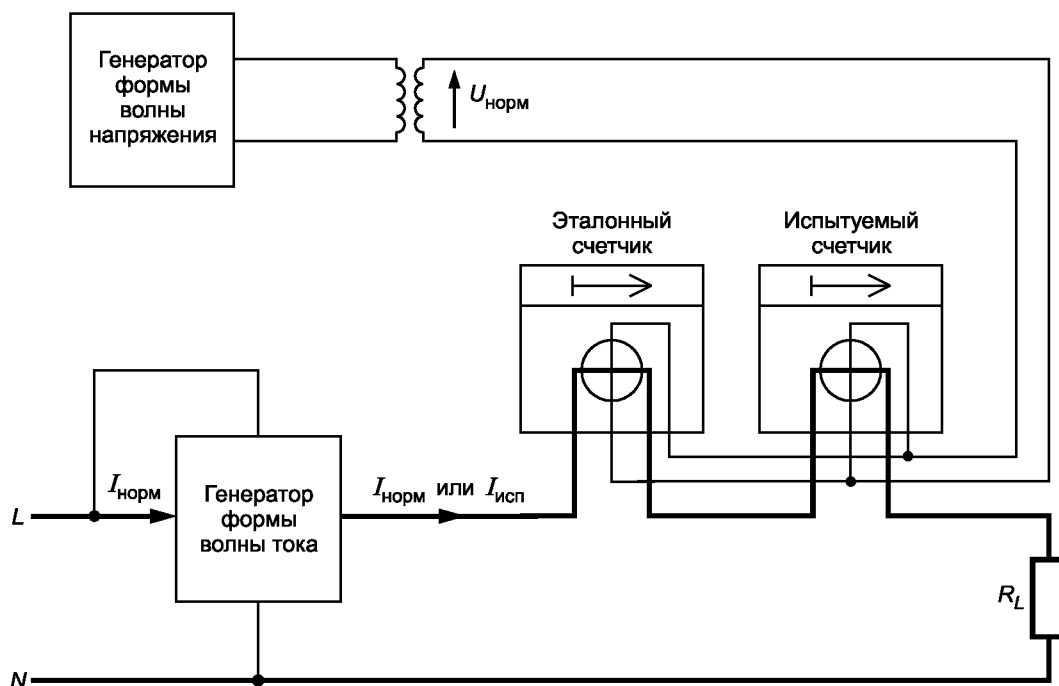 Генератор
формы
волны
напряжения
Uнорм
Эталонный
счетчик
Испытуемый
счетчик
Iнорм
L
Генератор
формы
волны тока
Iнорм или Iисп
RL
N